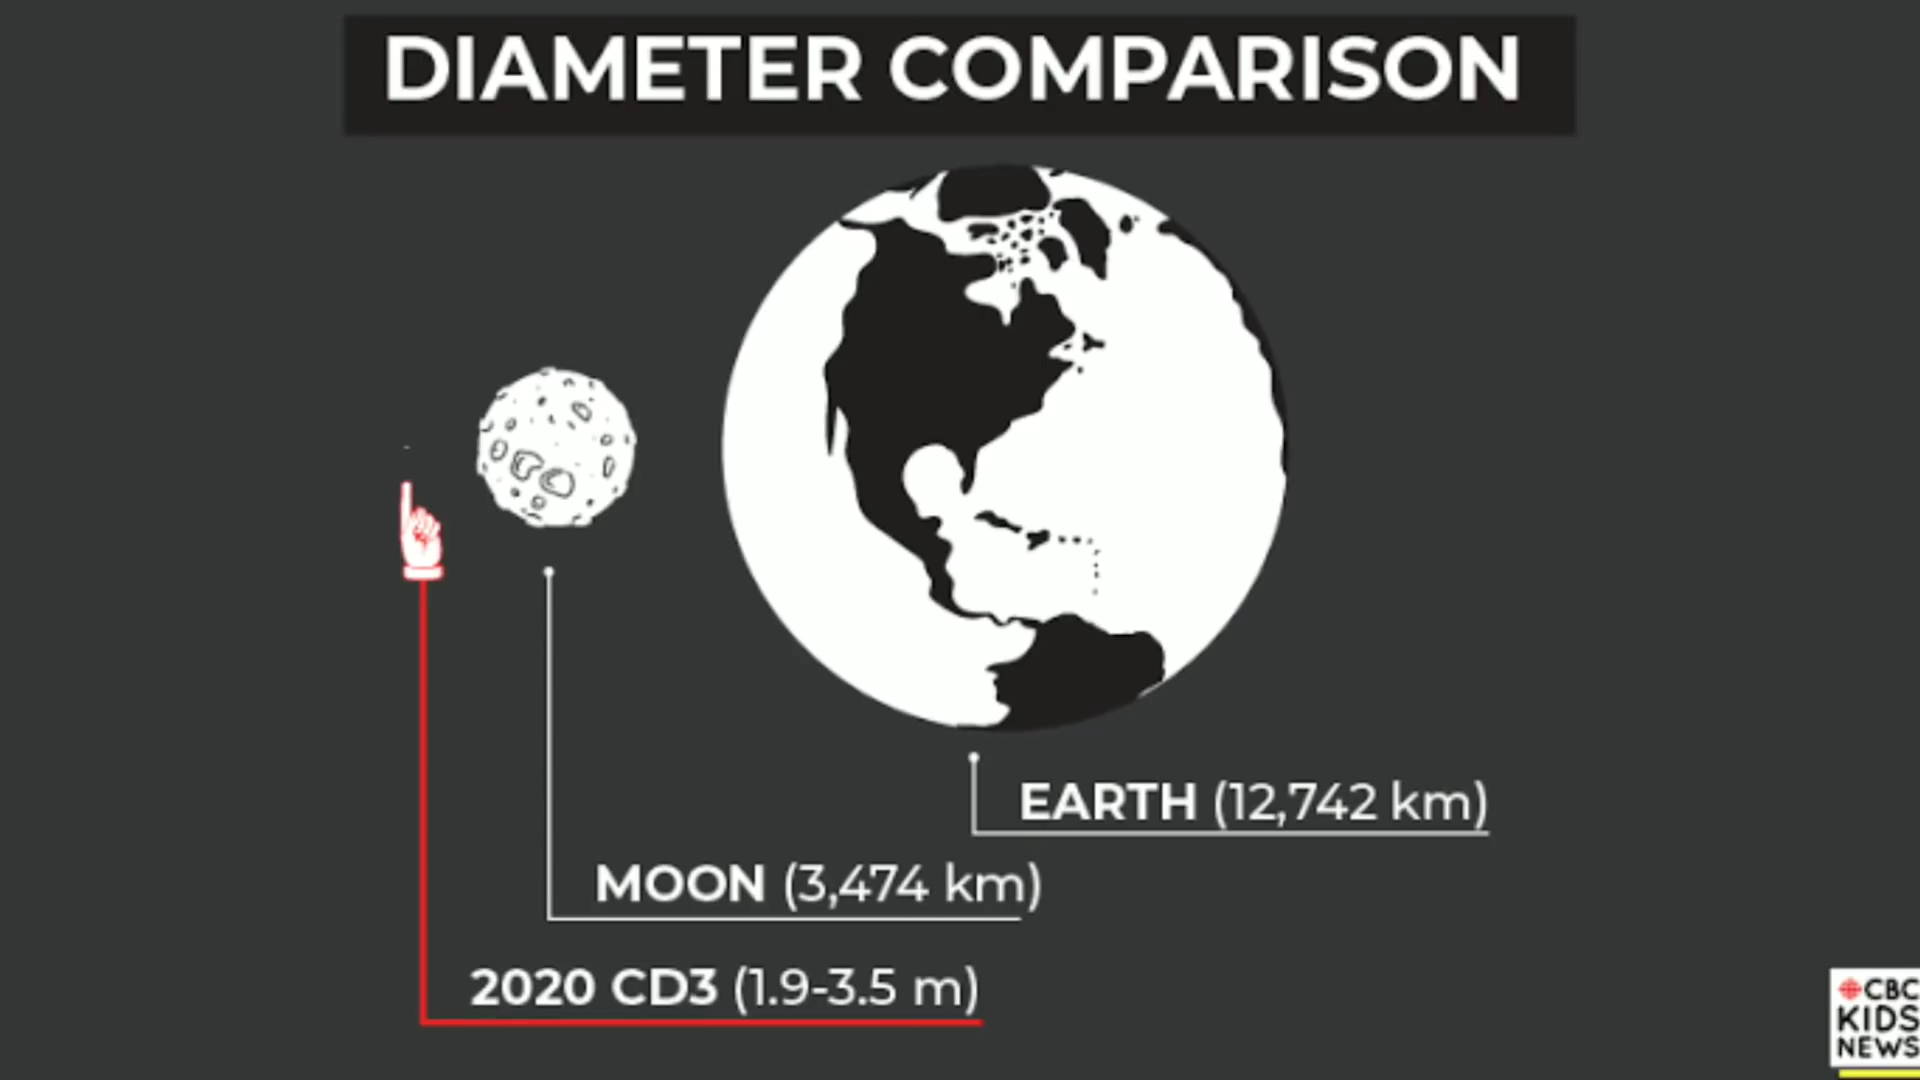 DIAMETER COMPARISON
EARTH (12,742 km)
MOON (3,474 km)
2020 CD3 (1.9-3.5 m)
CBC
KIDS
NEWS